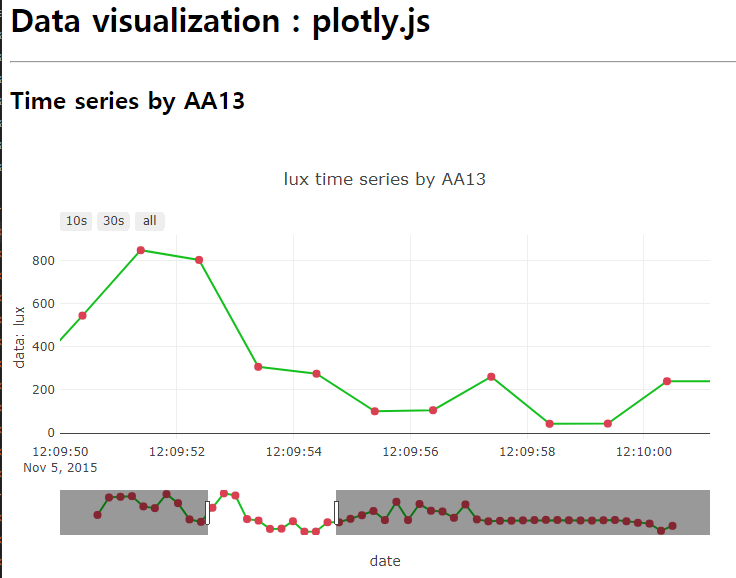 Data visualization : plotly.js
Time series by AA13
lux time series by AA13
10s 30s all
data: lux
800
600
400
200
0
12:09:50 12:09:52 12:09:54 12:09:56 12:09:58 12:10:00
Nov 5, 2015
date